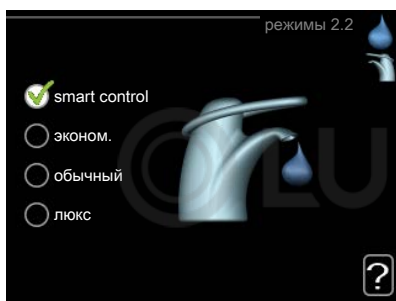 режимы 2.2
smart control
эконом.
обычный
люкс
?